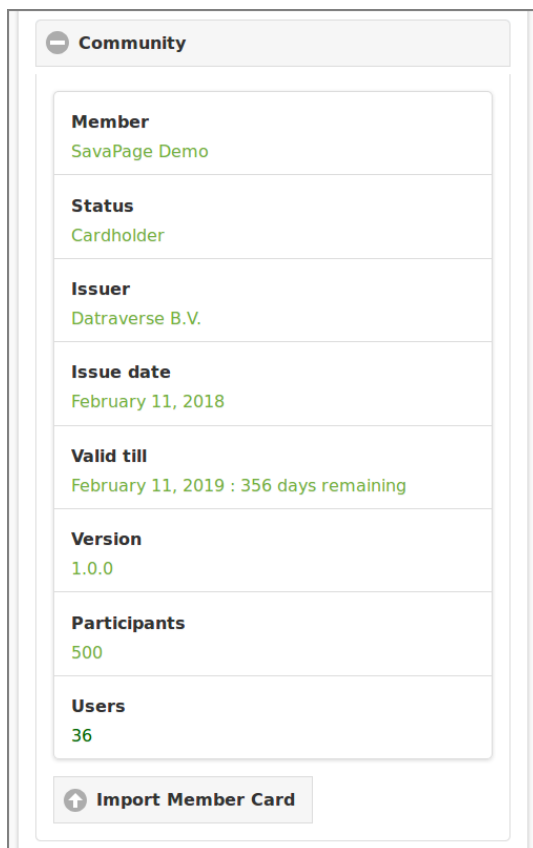 Community
Member
SavaPage Demo
Status
Cardholder
Issuer
Datraverse B.V.
Issue date
February 11, 2018
Valid till
February 11, 2019 : 356 days remaining
Version
1.0.0
Participants
500
Users
36
Import Member Card